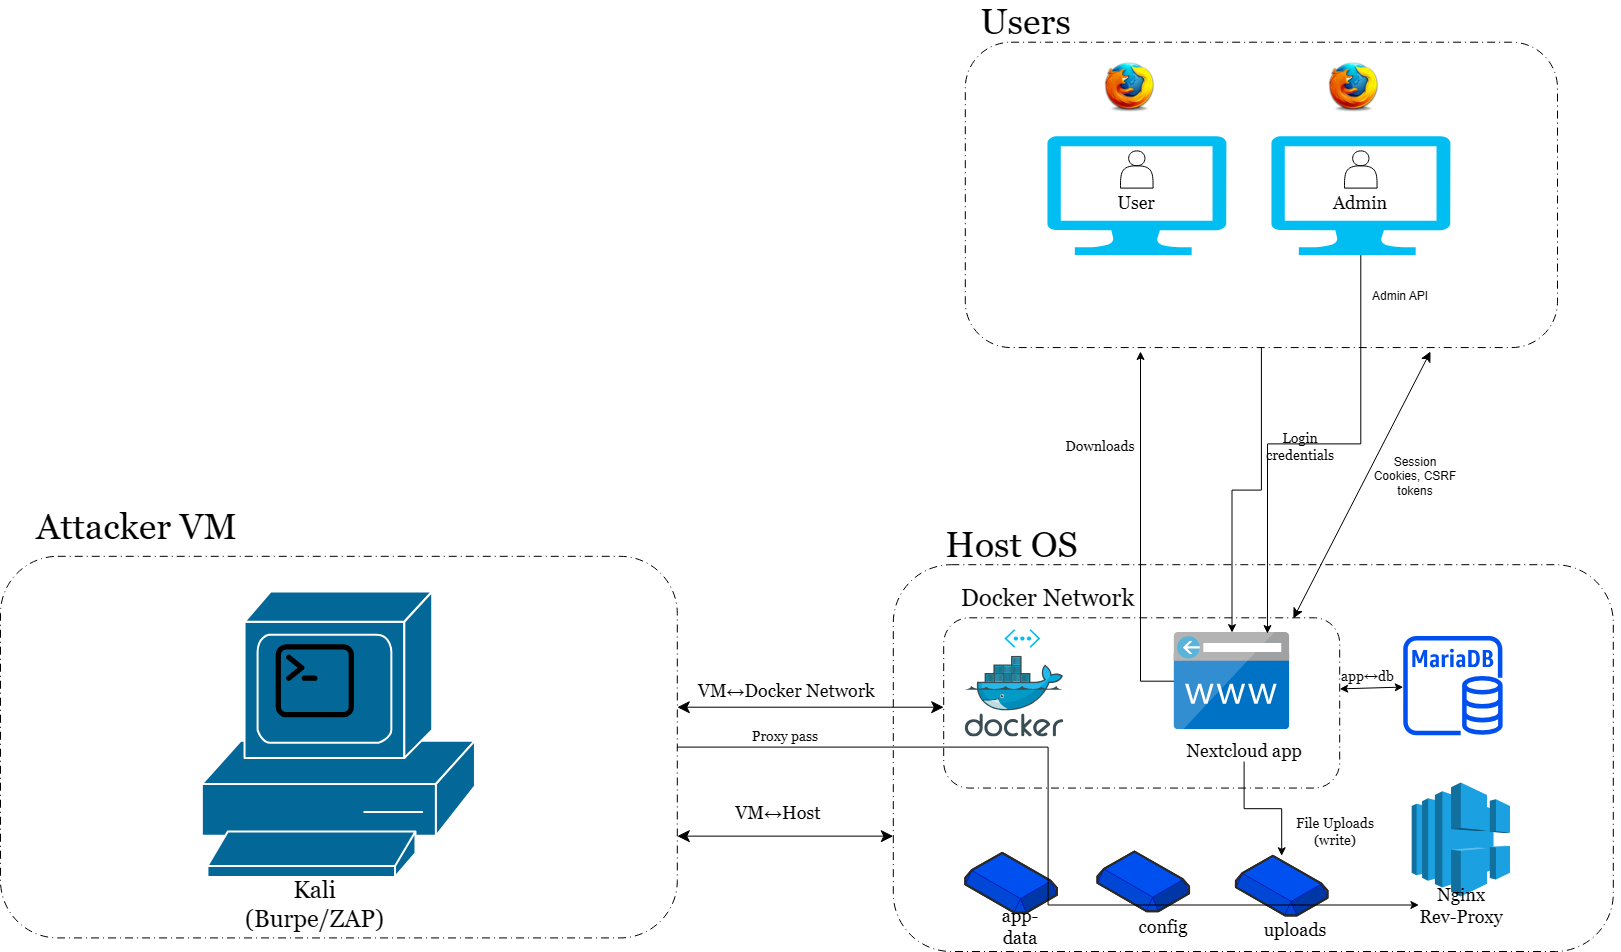 Users
User
Admin
Admin API
Downloads
Login
credentials
Session
Cookies, CSRF
tokens
Attacker VM
Host OS
Docker Network
MariaDB
WWW
docker
app↔db
VM↔Docker Network
Proxy pass
Nextcloud app
VM↔Host
File Uploads
(write)
Kali
(Burpe/ZAP)
app-
data
config
uploads
Nginx
Rev-Proxy